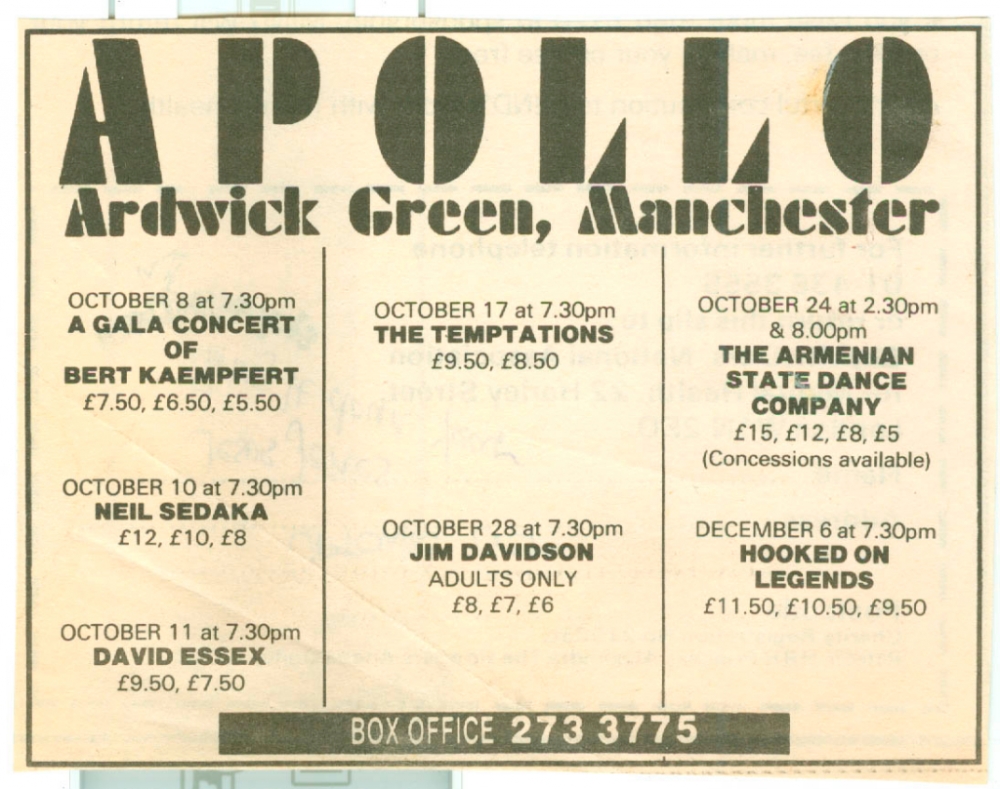 APOLLO
Ardwick Green, Manchester
OCTOBER 8 at 7.30pm
A GALA CONCERT
OF
BERT KAEMPFERT
£7.50, £6.50, £5.50
OCTOBER 10 at 7.30pm
NEIL SEDAKA
£12, £10, £8
OCTOBER 11 at 7.30pm
DAVID ESSEX
£9.50, £7.50
OCTOBER 17 at 7.30pm
THE TEMPTATIONS
£9.50, £8.50
OCTOBER 28 at 7.30pm
JIM DAVIDSON
ADULTS ONLY
£8, £7, £6
OCTOBER 24 at 2.30pm
& 8.00pm
THE ARMENIAN
STATE DANCE
COMPANY
£15, £12, £8, £5
(Concessions available)
DECEMBER 6 at 7.30pm
HOOKED ON
LEGENDS
£11.50, £10.50, £9.50
BOX OFFICE 273 3775